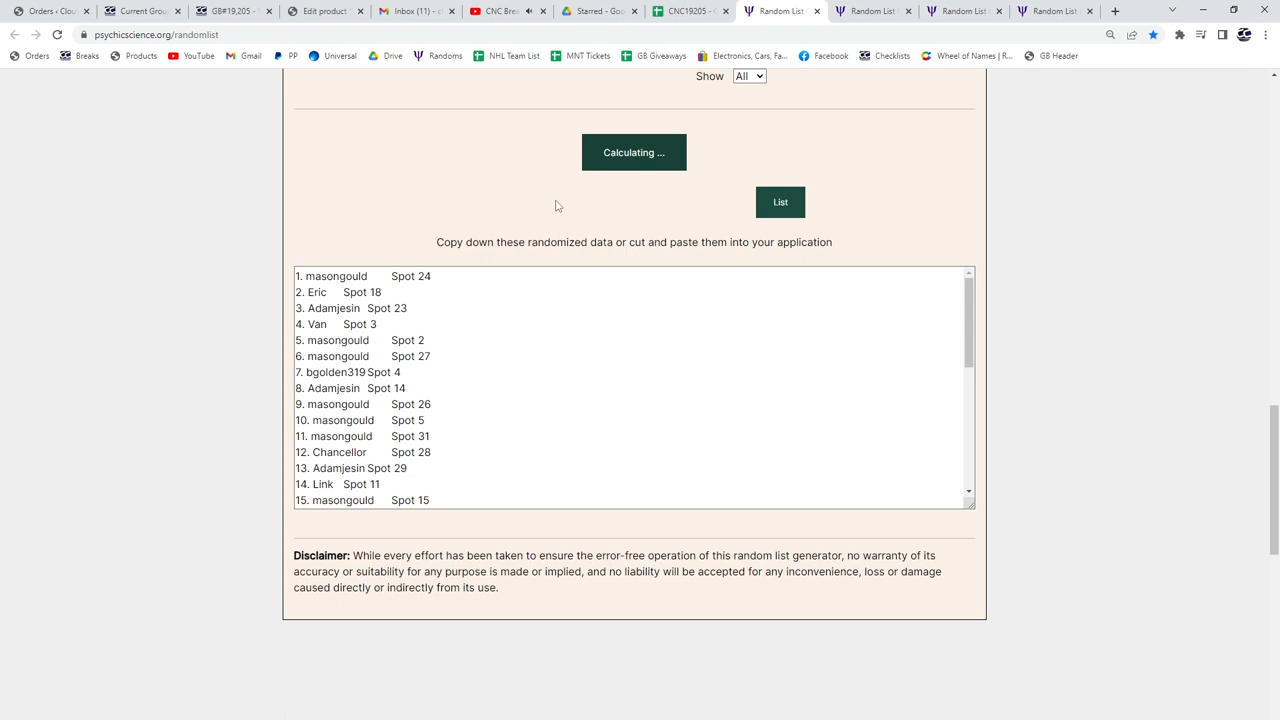 Orders ‹ Clou
Current Grou
GB#19,205 -
Edit product
Inbox (11) - c
CNC Brea
Starred - Goo
CNC19205 -
Random List
Random List
Random List
Random List
psychicscience.org/randomlist
Orders
Breaks
Products
YouTube
Gmail
PP
Universal
Drive
Randoms
NHL Team List
MNT Tickets
GB Giveaways
Electronics, Cars, Fa...
Facebook
Checklists
Wheel of Names | R...
GB Header
Show All
Calculating ...
List
Copy down these randomized data or cut and paste them into your application
1. masongould Spot 24
2. Eric Spot 18
3. Adamjesin Spot 23
4. Van Spot 3
5. masongould Spot 2
6. masongould Spot 27
7. bgolden319 Spot 4
8. Adamjesin Spot 14
9. masongould Spot 26
10. masongould Spot 5
11. masongould Spot 31
12. Chancellor Spot 28
13. Adamjesin Spot 29
14. Link Spot 11
15. masongould Spot 15
Disclaimer: While every effort has been taken to ensure the error-free operation of this random list generator, no warranty of its
accuracy or suitability for any purpose is made or implied, and no liability will be accepted for any inconvenience, loss or damage
caused directly or indirectly from its use.